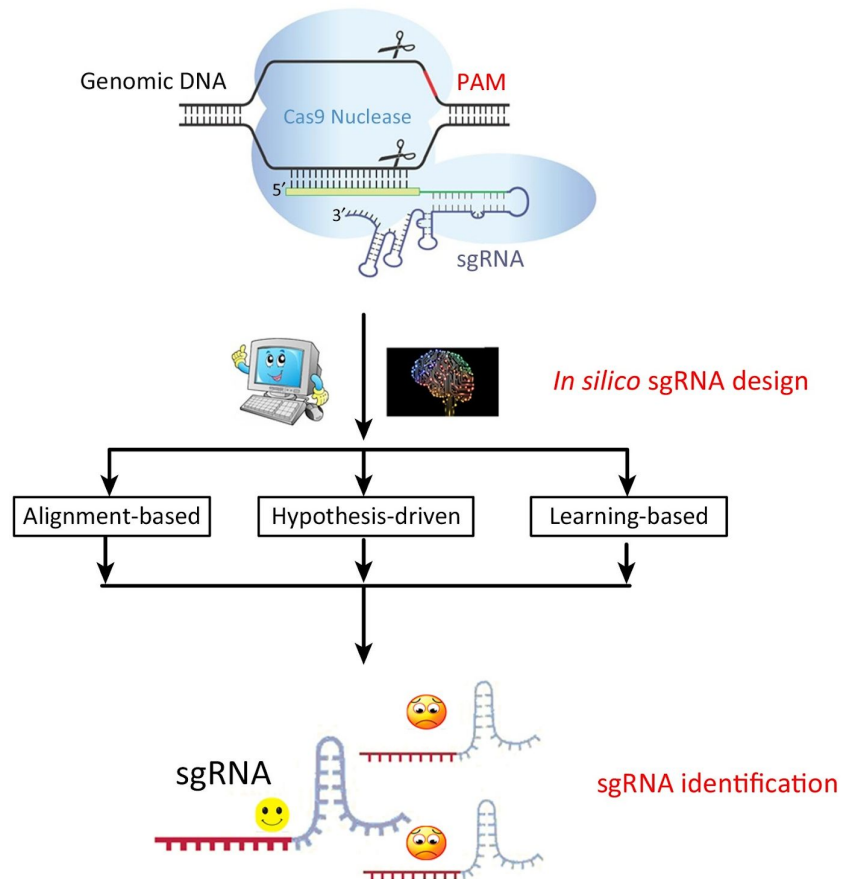 Genomic DNA
PAM
Cas9 Nuclease
5′
3′
sgRNA
In silico sgRNA design
Alignment-based
Hypothesis-driven
Learning-based
sgRNA
sgRNA identification